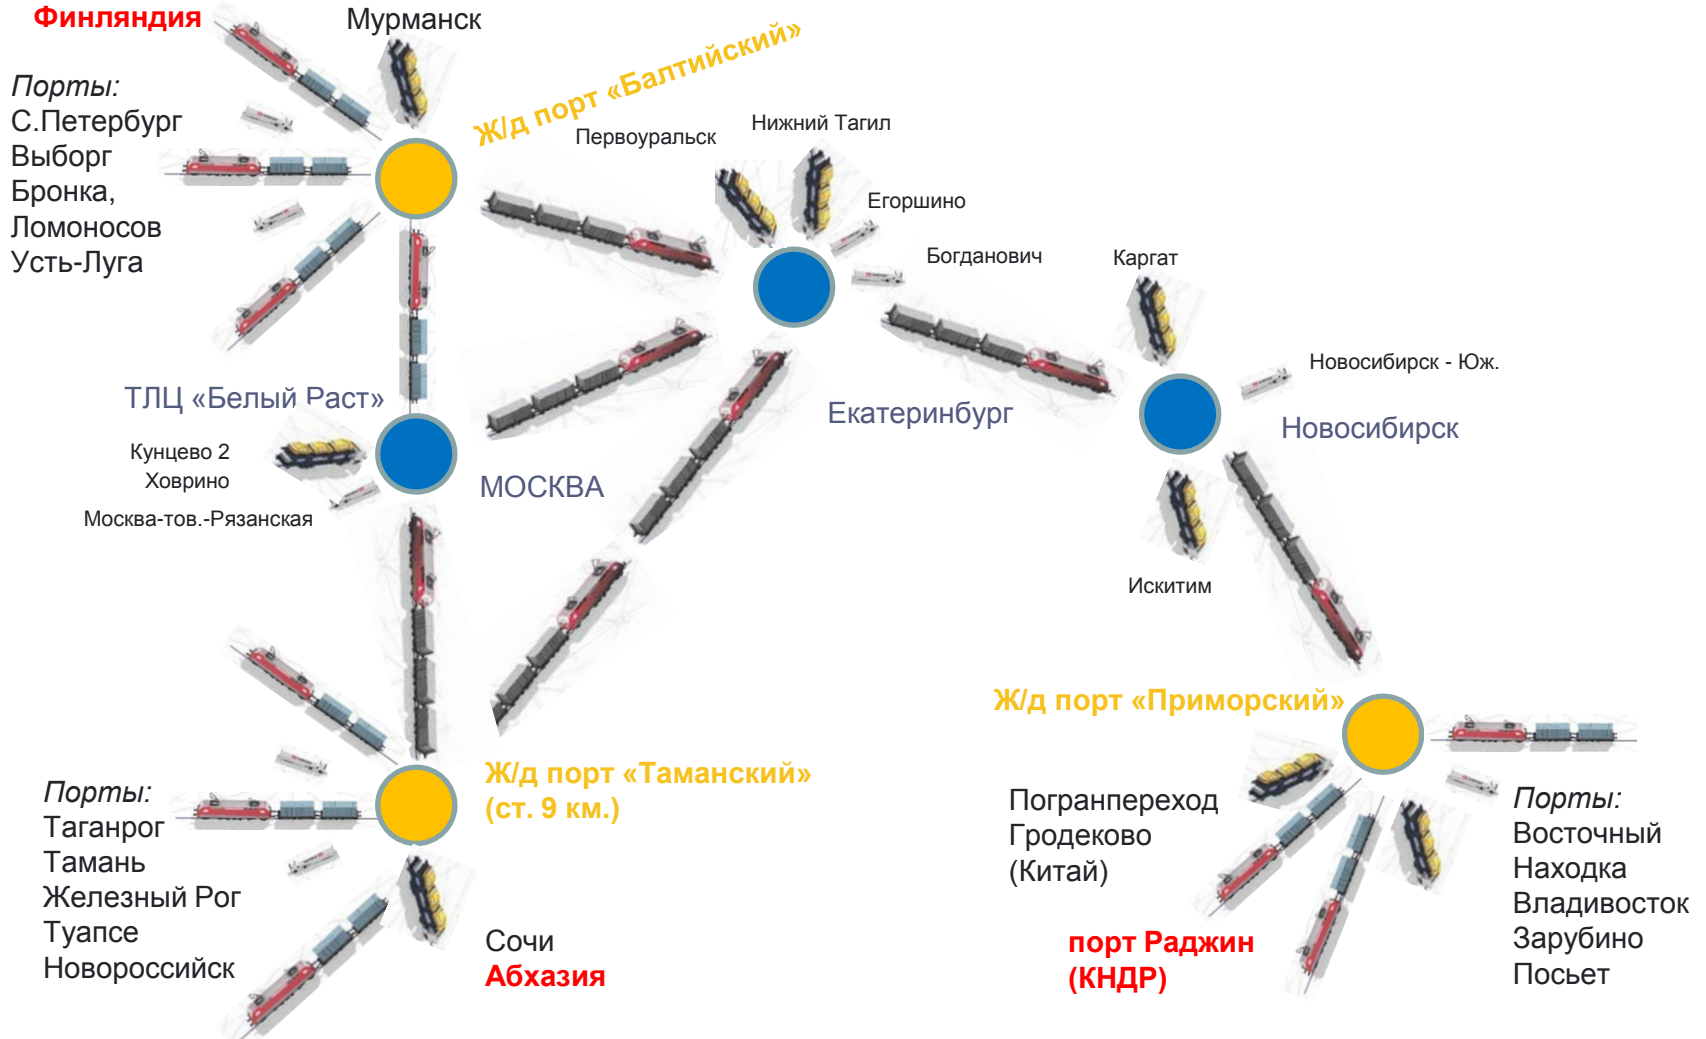 Финляндия
Мурманск
Порты:
С.Петербург
Выборг
Бронка,
Ломоносов
Усть-Луга
Ж/д порт «Балтийский»
Первоуральск
Нижний Тагил
Егоршино
Богданович
Каргат
Новосибирск - Юж.
ТЛЦ «Белый Раст»
Екатеринбург
Новосибирск
Кунцево 2
Ховрино
МОСКВА
Москва-тов.-Рязанская
Искитим
Ж/д порт «Приморский»
Ж/д порт «Таманский»
(ст. 9 км.)
Порты:
Таганрог
Тамань
Железный Рог
Туапсе
Новороссийск
Сочи
Абхазия
Погранпереход
Гродеково
(Китай)
порт Раджин
(КНДР)
Порты:
Восточный
Находка
Владивосток
Зарубино
Посьет